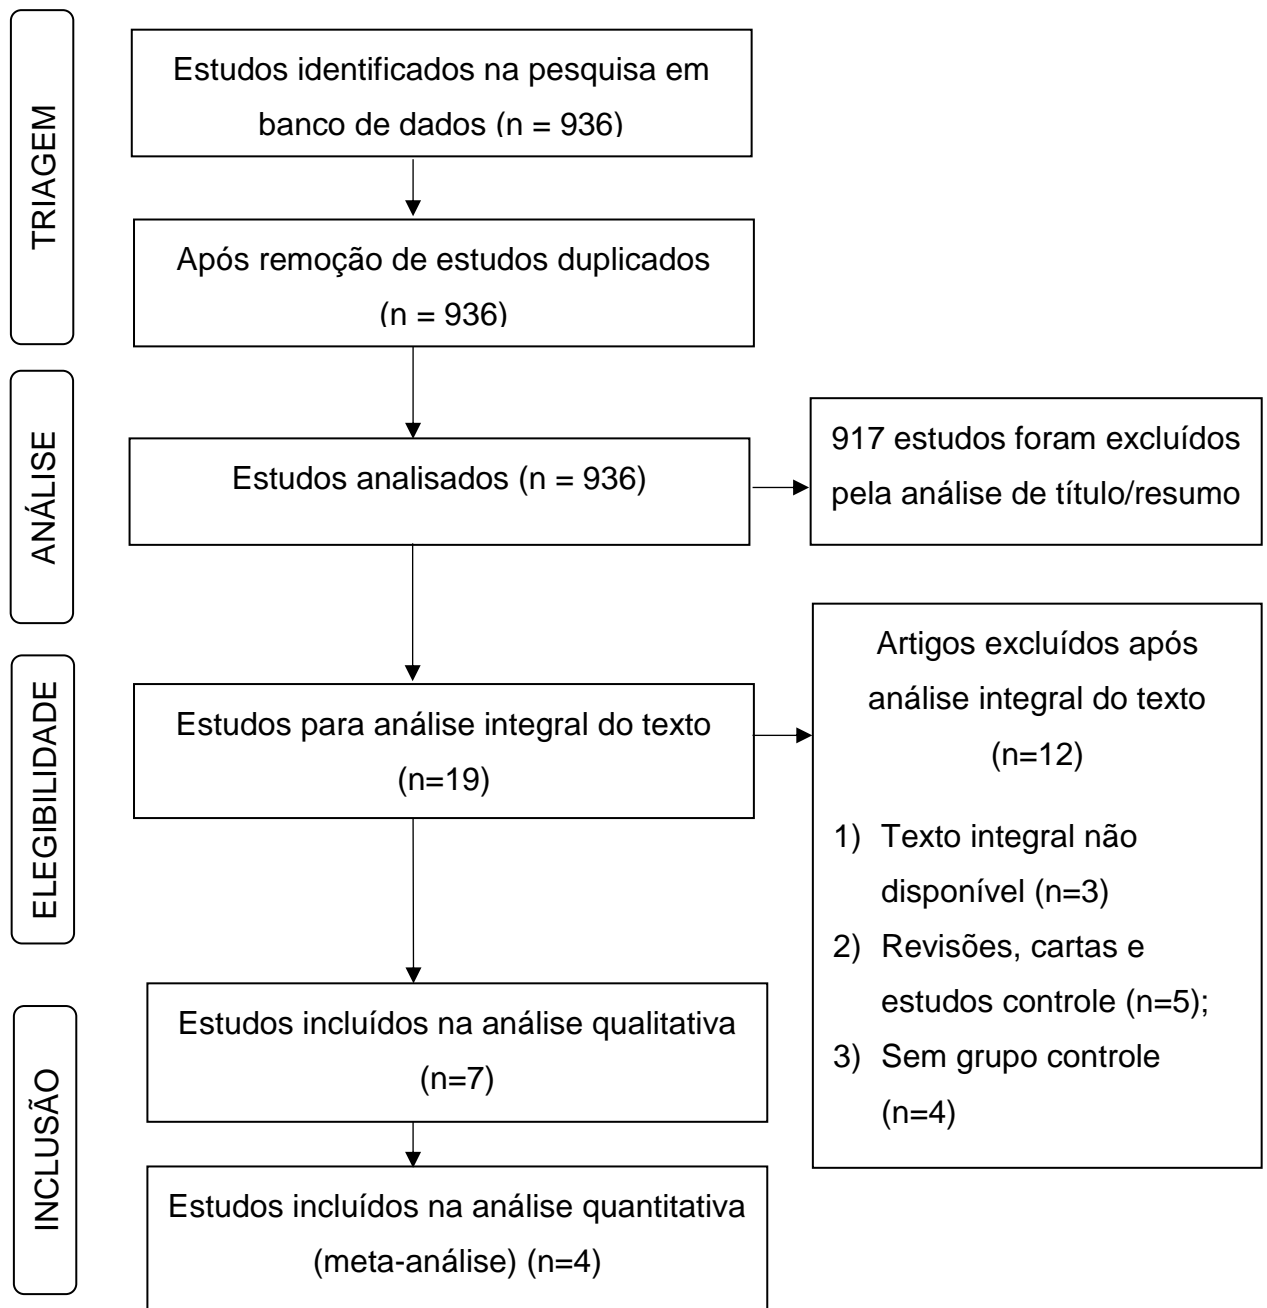 TRIAGEM
Estudos identificados na pesquisa em
banco de dados (n = 936)
Após remoção de estudos duplicados
(n = 936)
ANÁLISE
Estudos analisados (n = 936)
917 estudos foram excluídos
pela análise de título/resumo
ELEGIBILIDADE
Estudos para análise integral do texto
(n=19)
Artigos excluídos após
análise integral do texto
(n=12)
1) Texto integral não
disponível (n=3)
2) Revisões, cartas e
estudos controle (n=5);
3) Sem grupo controle
(n=4)
INCLUSÃO
Estudos incluídos na análise qualitativa
(n=7)
Estudos incluídos na análise quantitativa
(meta-análise) (n=4)